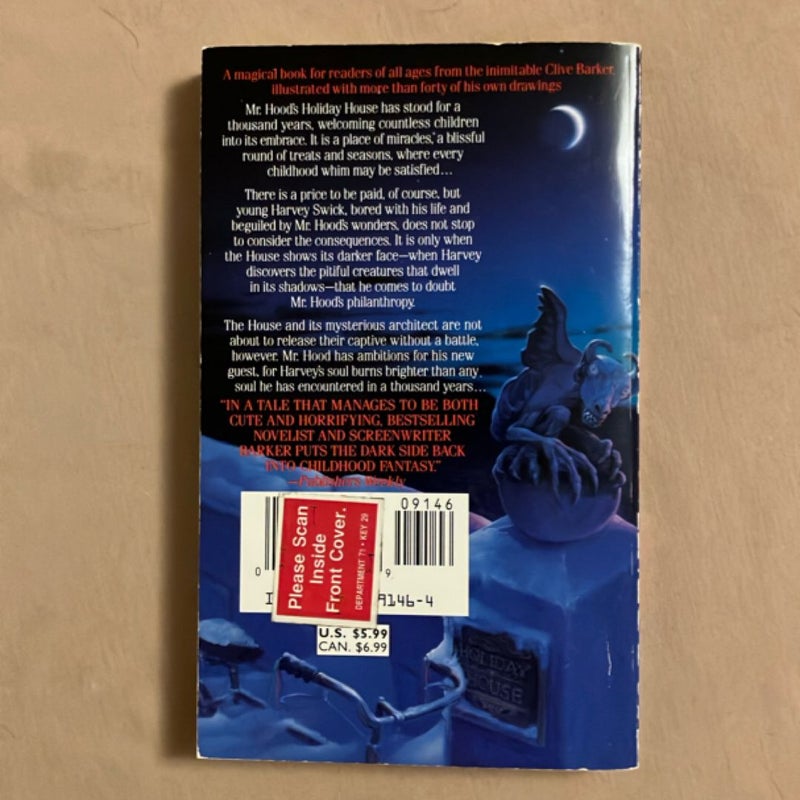 A magical book for readers of all ages from the inimitable Clive Barker,
illustrated with more than forty of his own drawings
Mr. Hood's Holiday House has stood for a
thousand years, welcoming countless children
into its embrace. It is a place of miracles, a blissful
round of treats and seasons, where every
childhood whim may be satisfied...
There is a price to be paid, of course, but
young Harvey Swick, bored with his life and
beguiled by Mr. Hood's wonders, does not stop
to consider the consequences. It is only when
the House shows its darker face—when Harvey
discovers the pitiful creatures that dwell
in its shadows—that he comes to doubt
Mr. Hood's philanthropy.
The House and its mysterious architect are not
about to release their captive without a battle,
however. Mr. Hood has ambitions for his new
guest, for Harvey's soul burns brighter than any
soul he has encountered in a thousand years...
"IN A TALE THAT MANAGES TO BE BOTH
CUTE AND HORRIFYING, BESTSELLING
NOVELIST AND SCREENWRITER
BARKER PUTS THE DARK SIDE BACK
INTO CHILDHOOD FANTASY."
—Publishers Weekly
09146
0
9
I
9146-4
Please Scan
Inside
Front Cover.
DEPARTMENT 71 • KEY 29
U.S. $5.99
CAN. $6.99
HOLIDAY
HOUSE